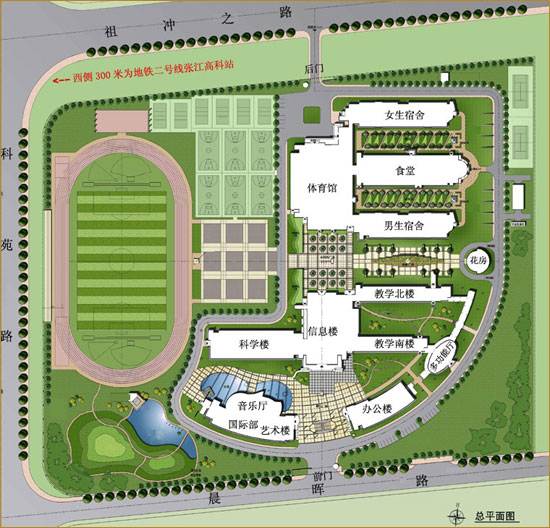 祖冲之路
<-- 西侧 300 米为地铁二号线张江高科站
后门
女生宿舍
食堂
体育馆
男生宿舍
花房
科苑路
教学北楼
信息楼
科学楼
教学南楼
多功能厅
音乐厅
国际部
艺术楼
办公楼
前门
晨晖路
总平面图